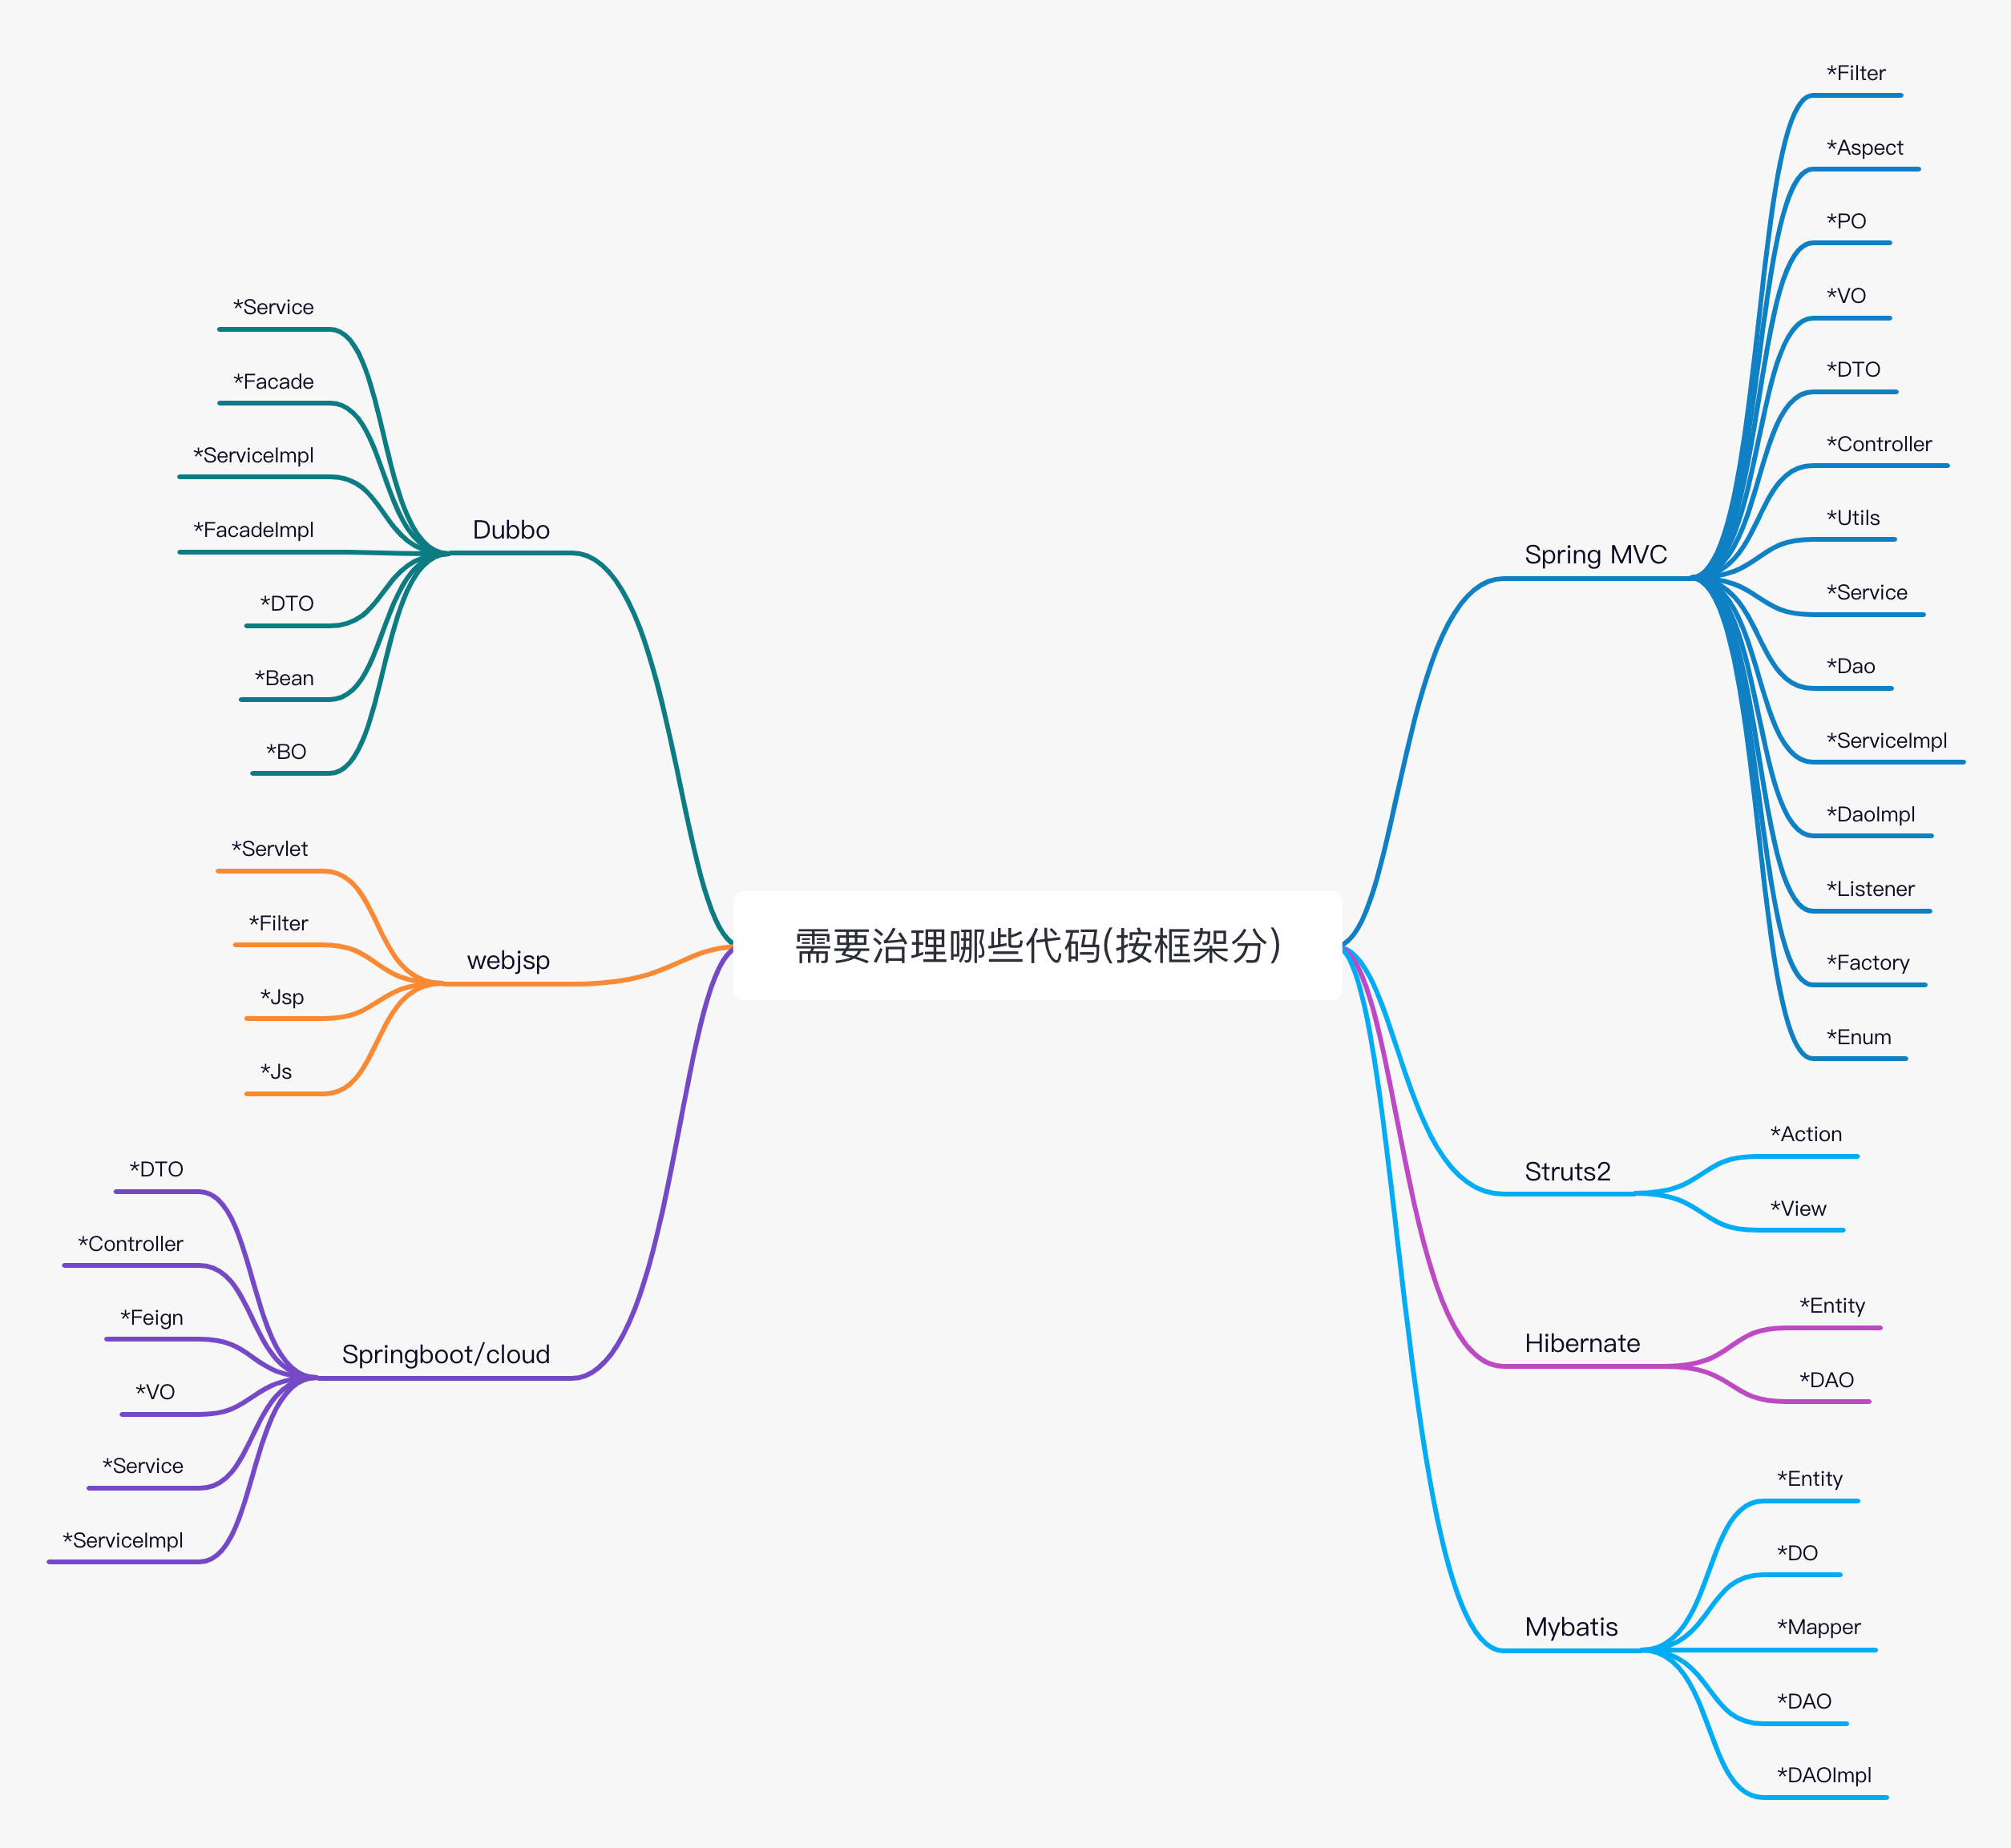 需要治理哪些代码(按框架分)
Spring MVC
*Filter
*Aspect
*PO
*VO
*DTO
*Controller
*Utils
*Service
*Dao
*ServiceImpl
*DaoImpl
*Listener
*Factory
*Enum
Struts2
*Action
*View
Hibernate
*Entity
*DAO
Mybatis
*Entity
*DO
*Mapper
*DAO
*DAOImpl
Dubbo
*Service
*Facade
*ServiceImpl
*FacadeImpl
*DTO
*Bean
*BO
webjsp
*Servlet
*Filter
*Jsp
*Js
Springboot/cloud
*DTO
*Controller
*Feign
*VO
*Service
*ServiceImpl